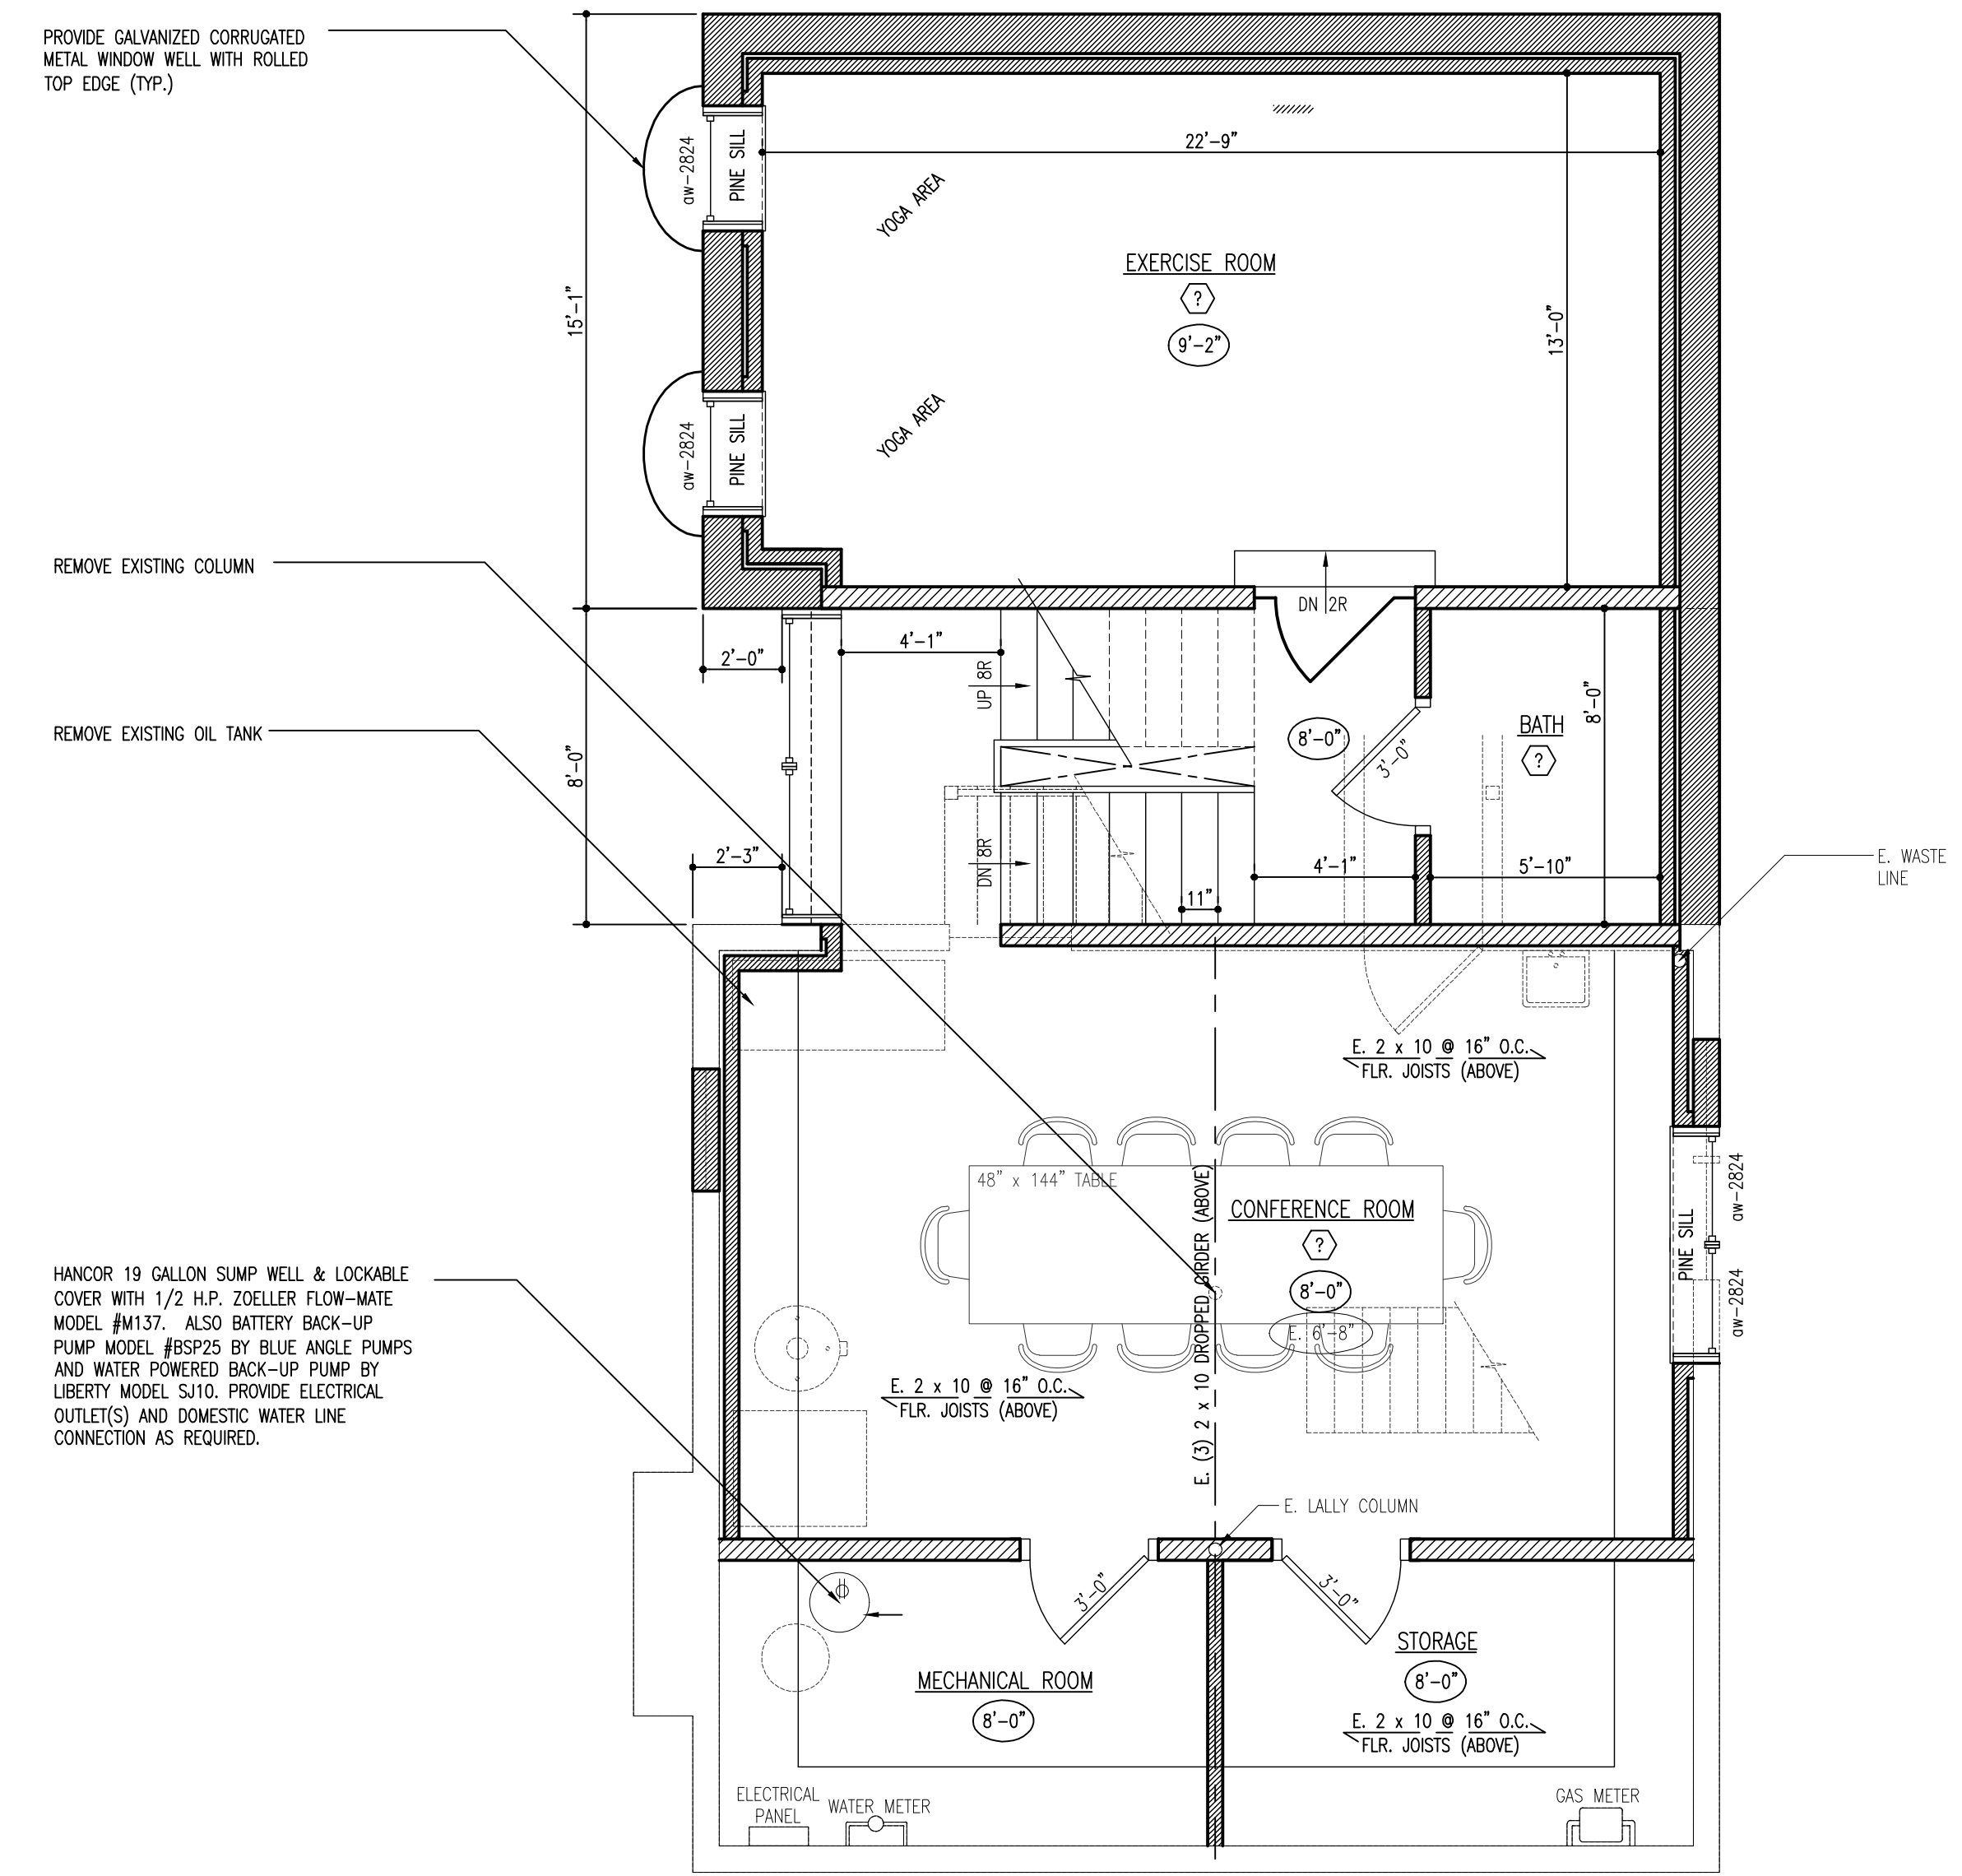 PROVIDE GALVANIZED CORRUGATED
METAL WINDOW WELL WITH ROLLED
TOP EDGE (TYP.)
aw-2824
PINE SILL
22'-9"
YOGA AREA
EXERCISE ROOM
?
9'-2"
15'-1"
13'-0"
YOGA AREA
aw-2824
PINE SILL
REMOVE EXISTING COLUMN
DN 2R
2'-0"
4'-1"
UP 8R
8'-0"
BATH
?
8'-0"
3'-0"
REMOVE EXISTING OIL TANK
8'-0"
2'-3"
DN 8R
11"
4'-1"
5'-10"
E. WASTE
LINE
E. 2 x 10 @ 16" O.C.
FLR. JOISTS (ABOVE)
48" x 144" TABLE
E. (3) 2 x 10 DROPPED GIRDER (ABOVE)
CONFERENCE ROOM
?
8'-0"
E. 6'-8"
PINE SILL
aw-2824
aw-2824
HANCOR 19 GALLON SUMP WELL & LOCKABLE
COVER WITH 1/2 H.P. ZOELLER FLOW-MATE
MODEL #M137. ALSO BATTERY BACK-UP
PUMP MODEL #BSP25 BY BLUE ANGLE PUMPS
AND WATER POWERED BACK-UP PUMP BY
LIBERTY MODEL SJ10. PROVIDE ELECTRICAL
OUTLET(S) AND DOMESTIC WATER LINE
CONNECTION AS REQUIRED.
E. 2 x 10 @ 16" O.C.
FLR. JOISTS (ABOVE)
E. LALLY COLUMN
3'-0"
3'-0"
MECHANICAL ROOM
8'-0"
STORAGE
8'-0"
E. 2 x 10 @ 16" O.C.
FLR. JOISTS (ABOVE)
ELECTRICAL
PANEL
WATER METER
GAS METER